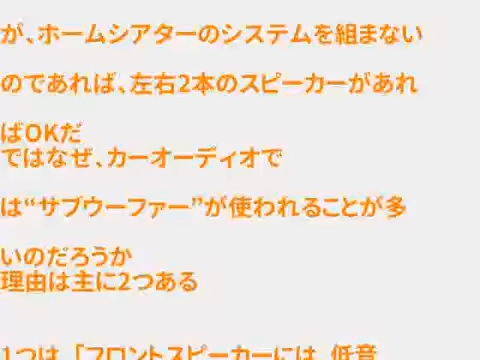 が、ホームシアターのシステムを組まない
のであれば、左右2本のスピーカーがあれ
ばOKだ
ではなぜ、カーオーディオで
は“サブウーファー”が使われることが多
いのだろうか
理由は主に2つある
1つは、「フロントスピーカーには、低音